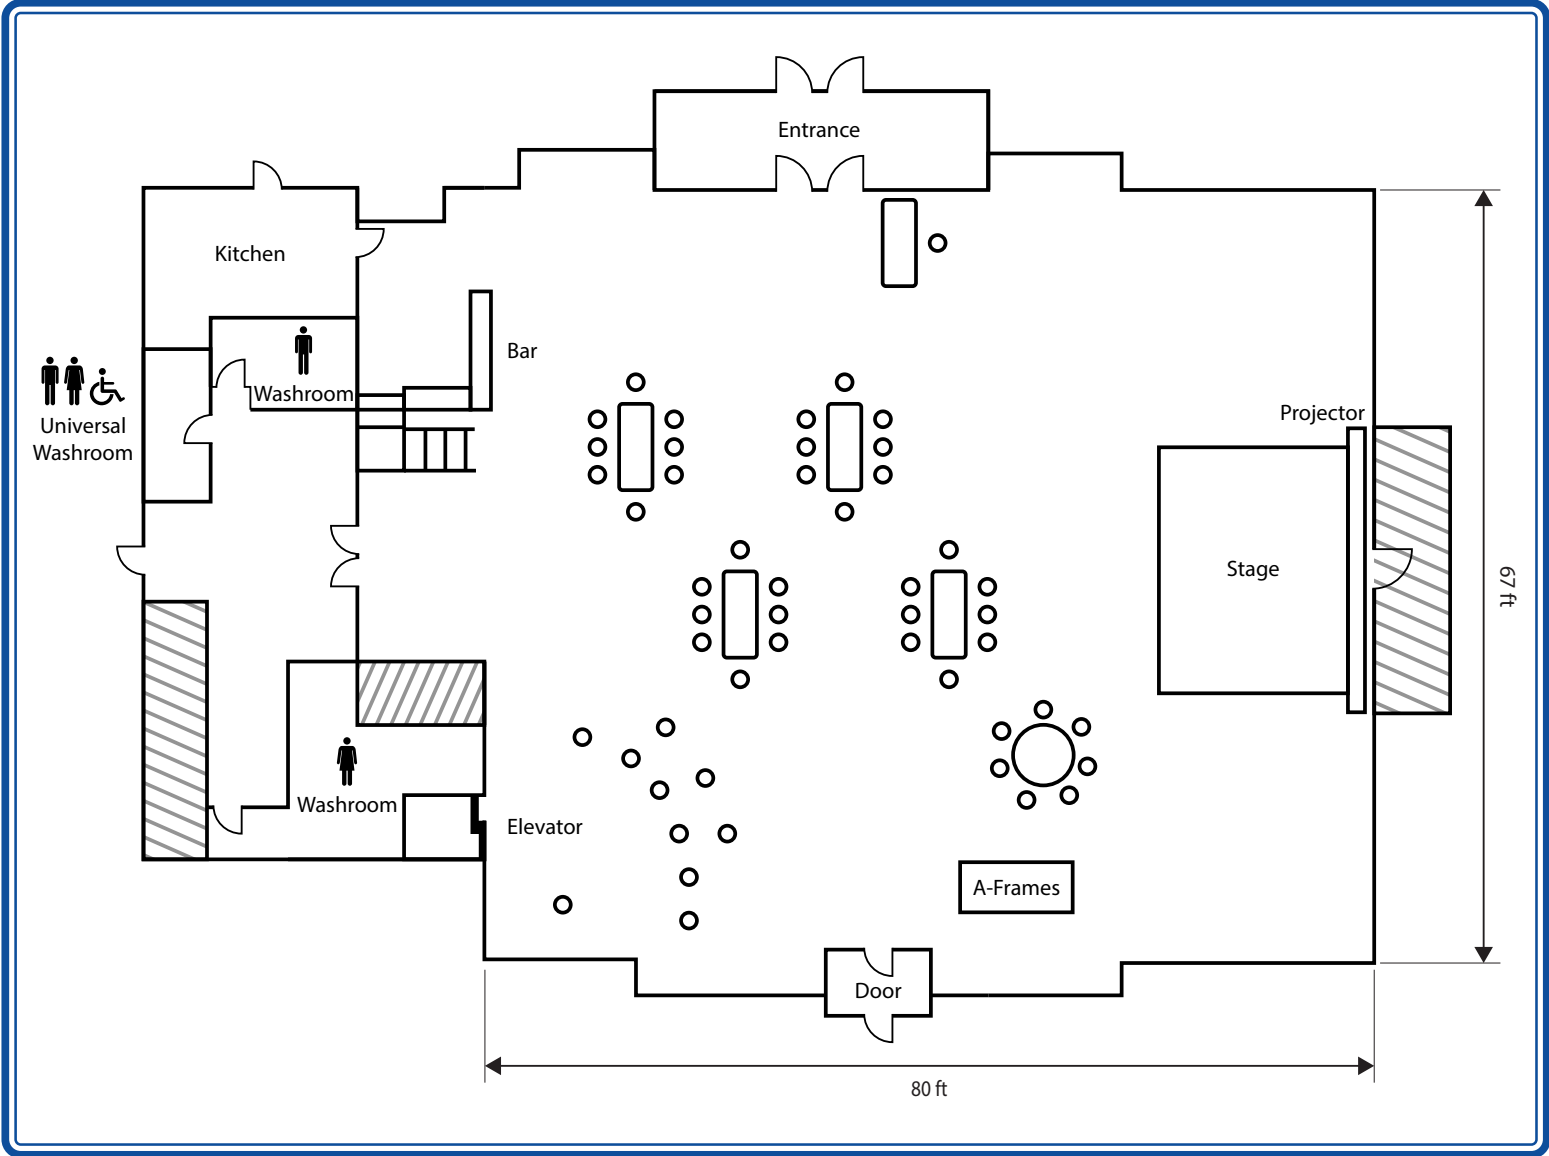 Entrance
Kitchen
Bar
Washroom
Universal
Washroom
Projector
Stage
67 ft
Washroom
Elevator
A-Frames
Door
80 ft